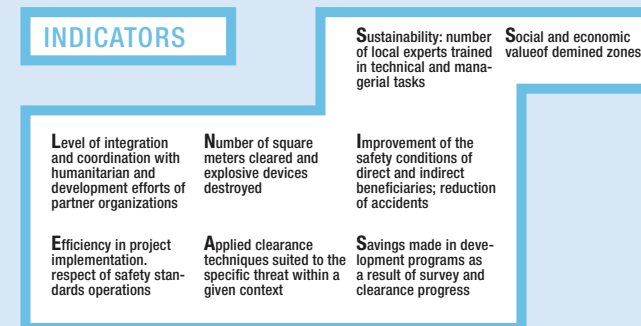 INDICATORS
Sustainability: number
of local experts trained
in technical and mana-
gerial tasks
Social and economic
valueof demined zones
Level of integration
and coordination with
humanitarian and
development efforts of
partner organizations
Number of square
meters cleared and
explosive devices
destroyed
Improvement of the
safety conditions of
direct and indirect
beneficiaries; reduction
of accidents
Efficiency in project
implementation.
respect of safety stan-
dards operations
Applied clearance
techniques suited to the
specific threat within a
given context
Savings made in deve-
lopment programs as
a result of survey and
clearance progress